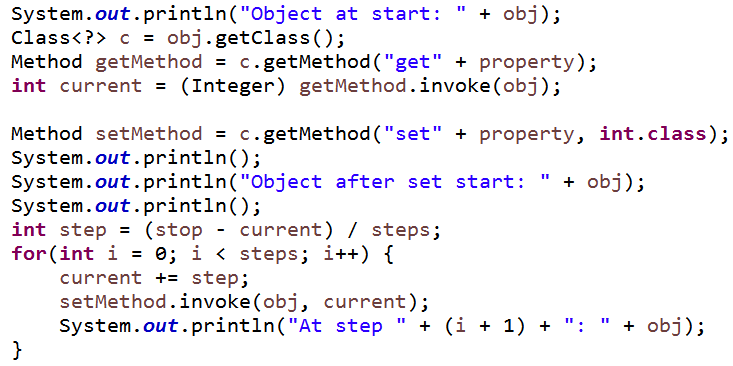 System.out.println("Object at start: " + obj);
Class<?> c = obj.getClass();
Method getMethod = c.getMethod("get" + property);
int current = (Integer) getMethod.invoke(obj);
Method setMethod = c.getMethod("set" + property, int.class);
System.out.println();
System.out.println("Object after set start: " + obj);
System.out.println();
int step = (stop - current) / steps;
for(int i = 0; i < steps; i++) {
    current += step;
    setMethod.invoke(obj, current);
    System.out.println("At step " + (i + 1) + ": " + obj);
}